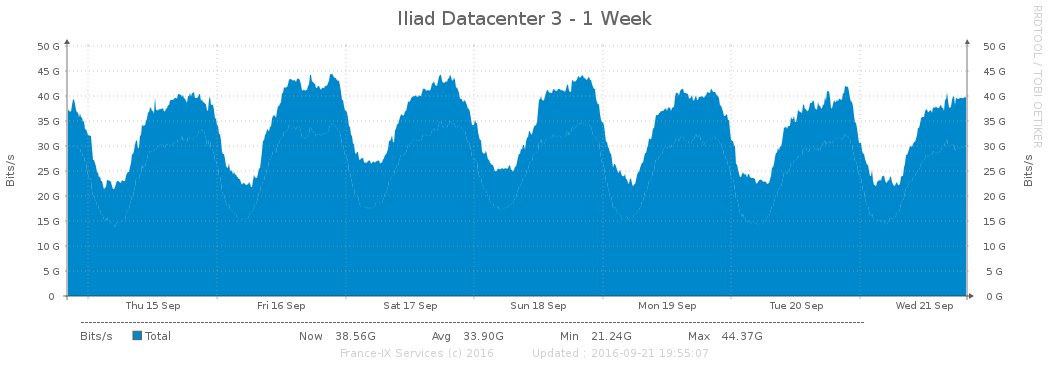 Iliad Datacenter 3 - 1 Week
RRDTOOL / TOBI OETIKER
Bits/s
50 G
45 G
40 G
35 G
30 G
25 G
20 G
15 G
10 G
5 G
0
50 G
45 G
40 G
35 G
30 G
25 G
20 G
15 G
10 G
5 G
0 G
Bits/s
Thu 15 Sep Fri 16 Sep Sat 17 Sep Sun 18 Sep Mon 19 Sep Tue 20 Sep Wed 21 Sep
Bits/s Total Now 38.56G Avg 33.90G Min 21.24G Max 44.37G
France-IX Services (c) 2016 Updated : 2016-09-21 19:55:07